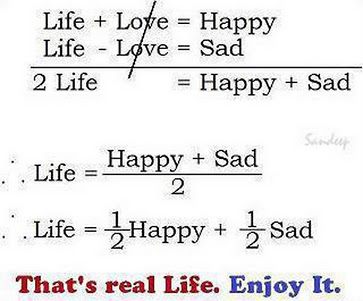 Life + Love = Happy
Life - Love = Sad
2 Life = Happy + Sad
Sandeep
∴ Life = Happy + Sad / 2
∴ Life = 1/2 Happy + 1/2 Sad
That's real Life. Enjoy It.